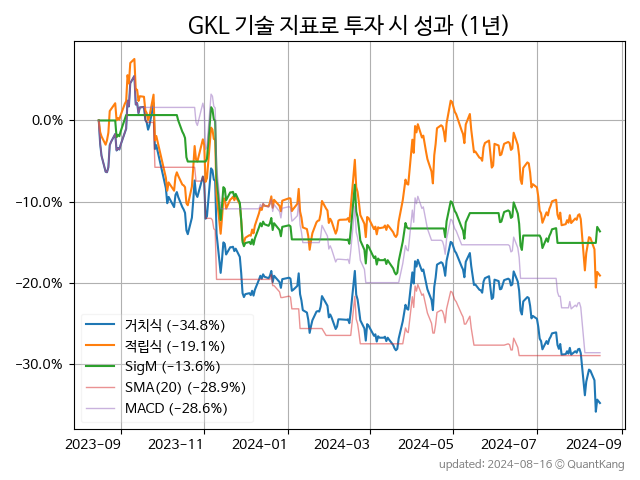 GKL 기술 지표로 투자 시 성과 (1년)
0.0%
−10.0%
−20.0%
−30.0%
거치식 (−34.8%)
적립식 (−19.1%)
SigM (−13.6%)
SMA(20) (−28.9%)
MACD (−28.6%)
2023-09 2023-11 2024-01 2024-03 2024-05 2024-07 2024-09
updated: 2024-08-16 © QuantKang